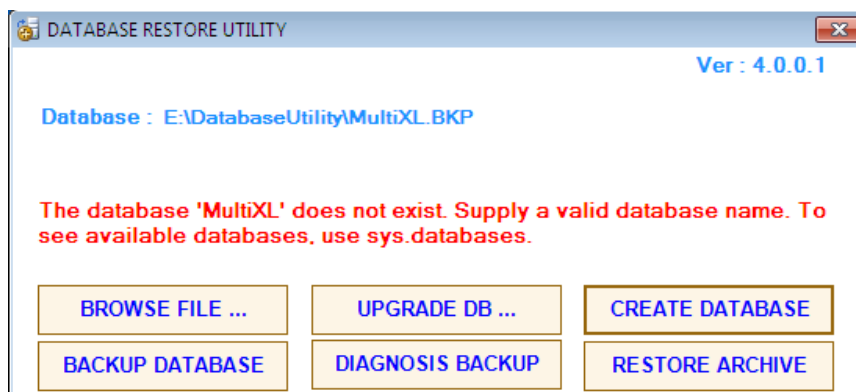 DATABASE RESTORE UTILITY
Ver : 4.0.0.1
Database : E:\DatabaseUtility\MultiXL.BKP
The database 'MultiXL' does not exist. Supply a valid database name. To
see available databases, use sys.databases.
BROWSE FILE ... UPGRADE DB ... CREATE DATABASE
BACKUP DATABASE DIAGNOSIS BACKUP RESTORE ARCHIVE